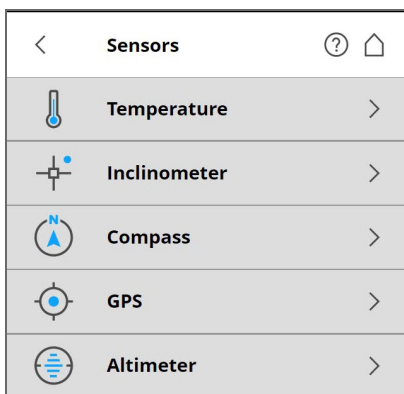 Sensors
Temperature
Inclinometer
N
Compass
GPS
Altimeter